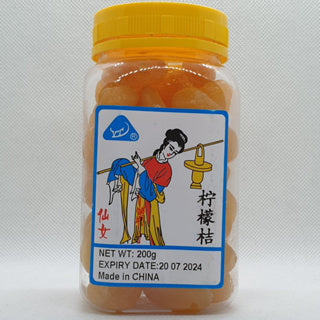 ®
柠檬桔
仙女
NET WT: 200g
EXPIRY DATE:20 07 2024
Made in CHINA